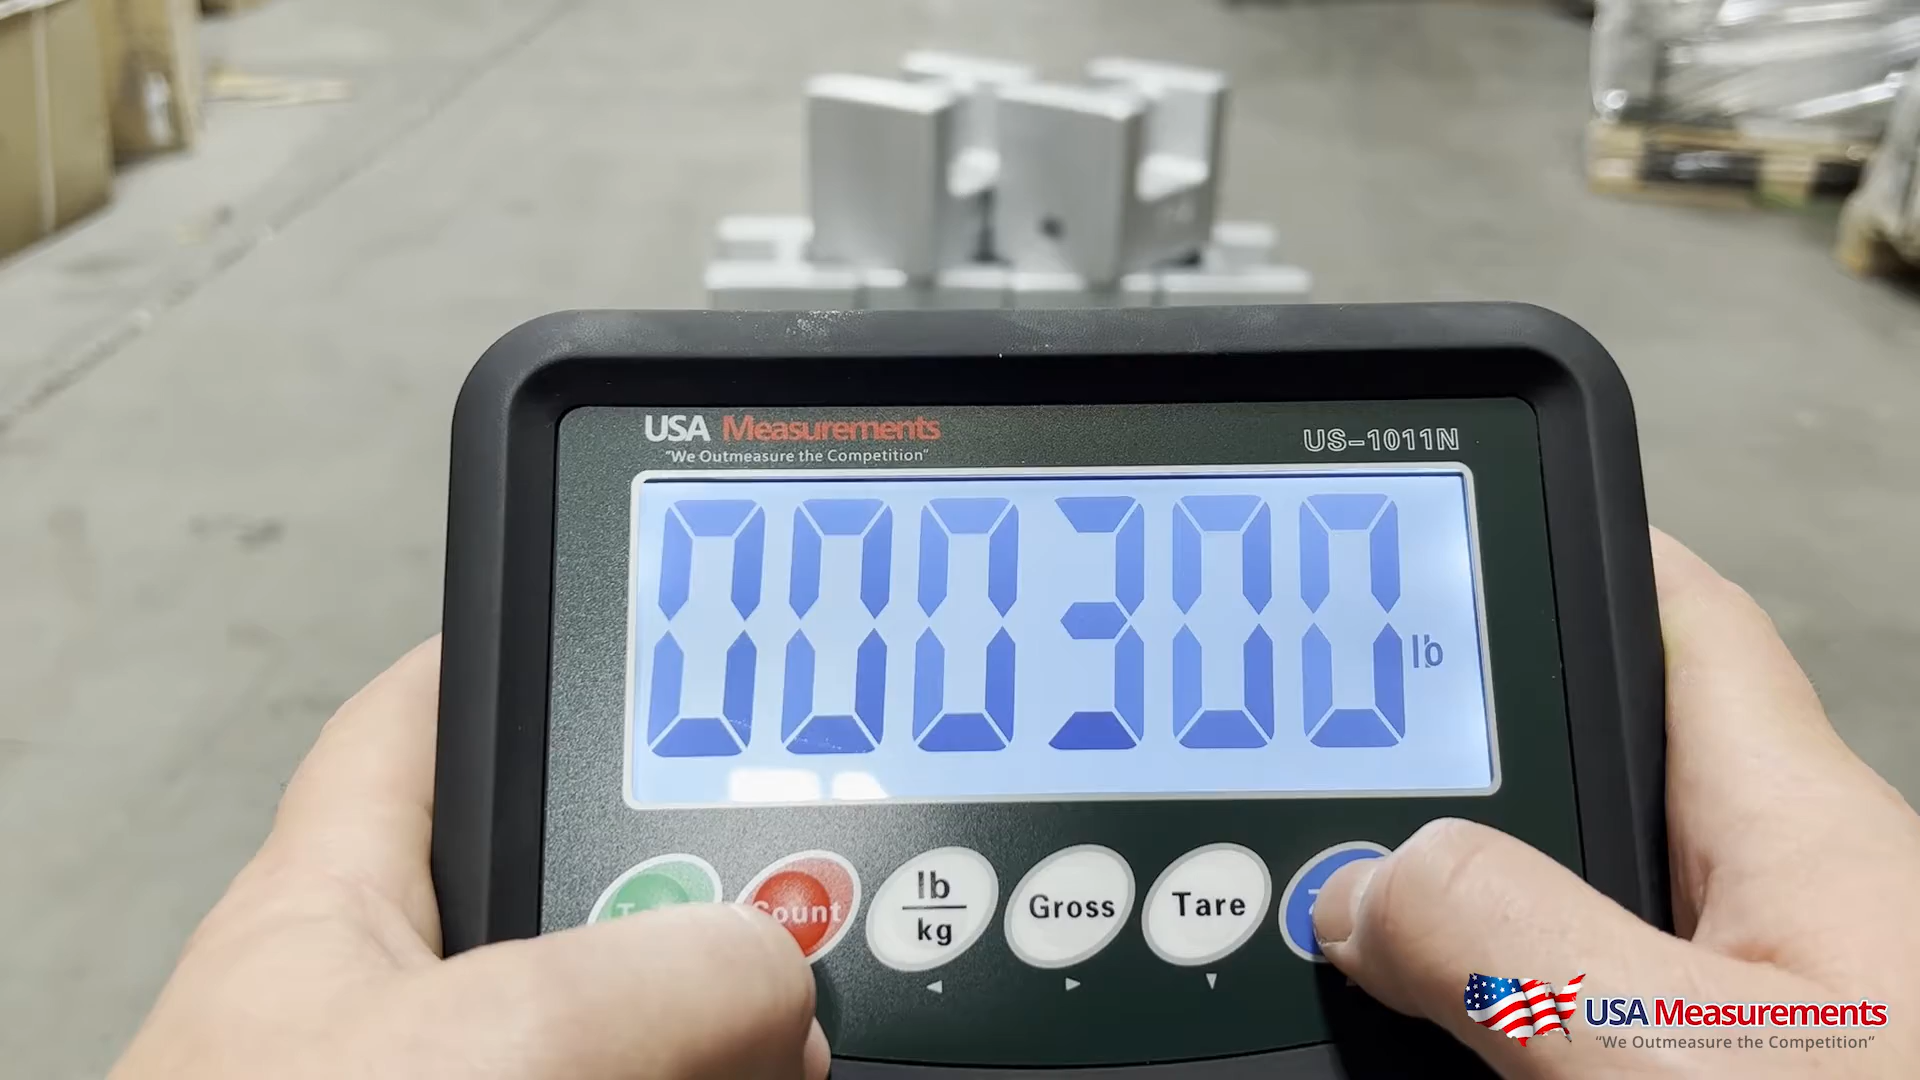 USA Measurements
"We Outmeasure the Competition"
US-1011N
000300
lb
Count
lb
kg
Gross
Tare
USA Measurements
"We Outmeasure the Competition"